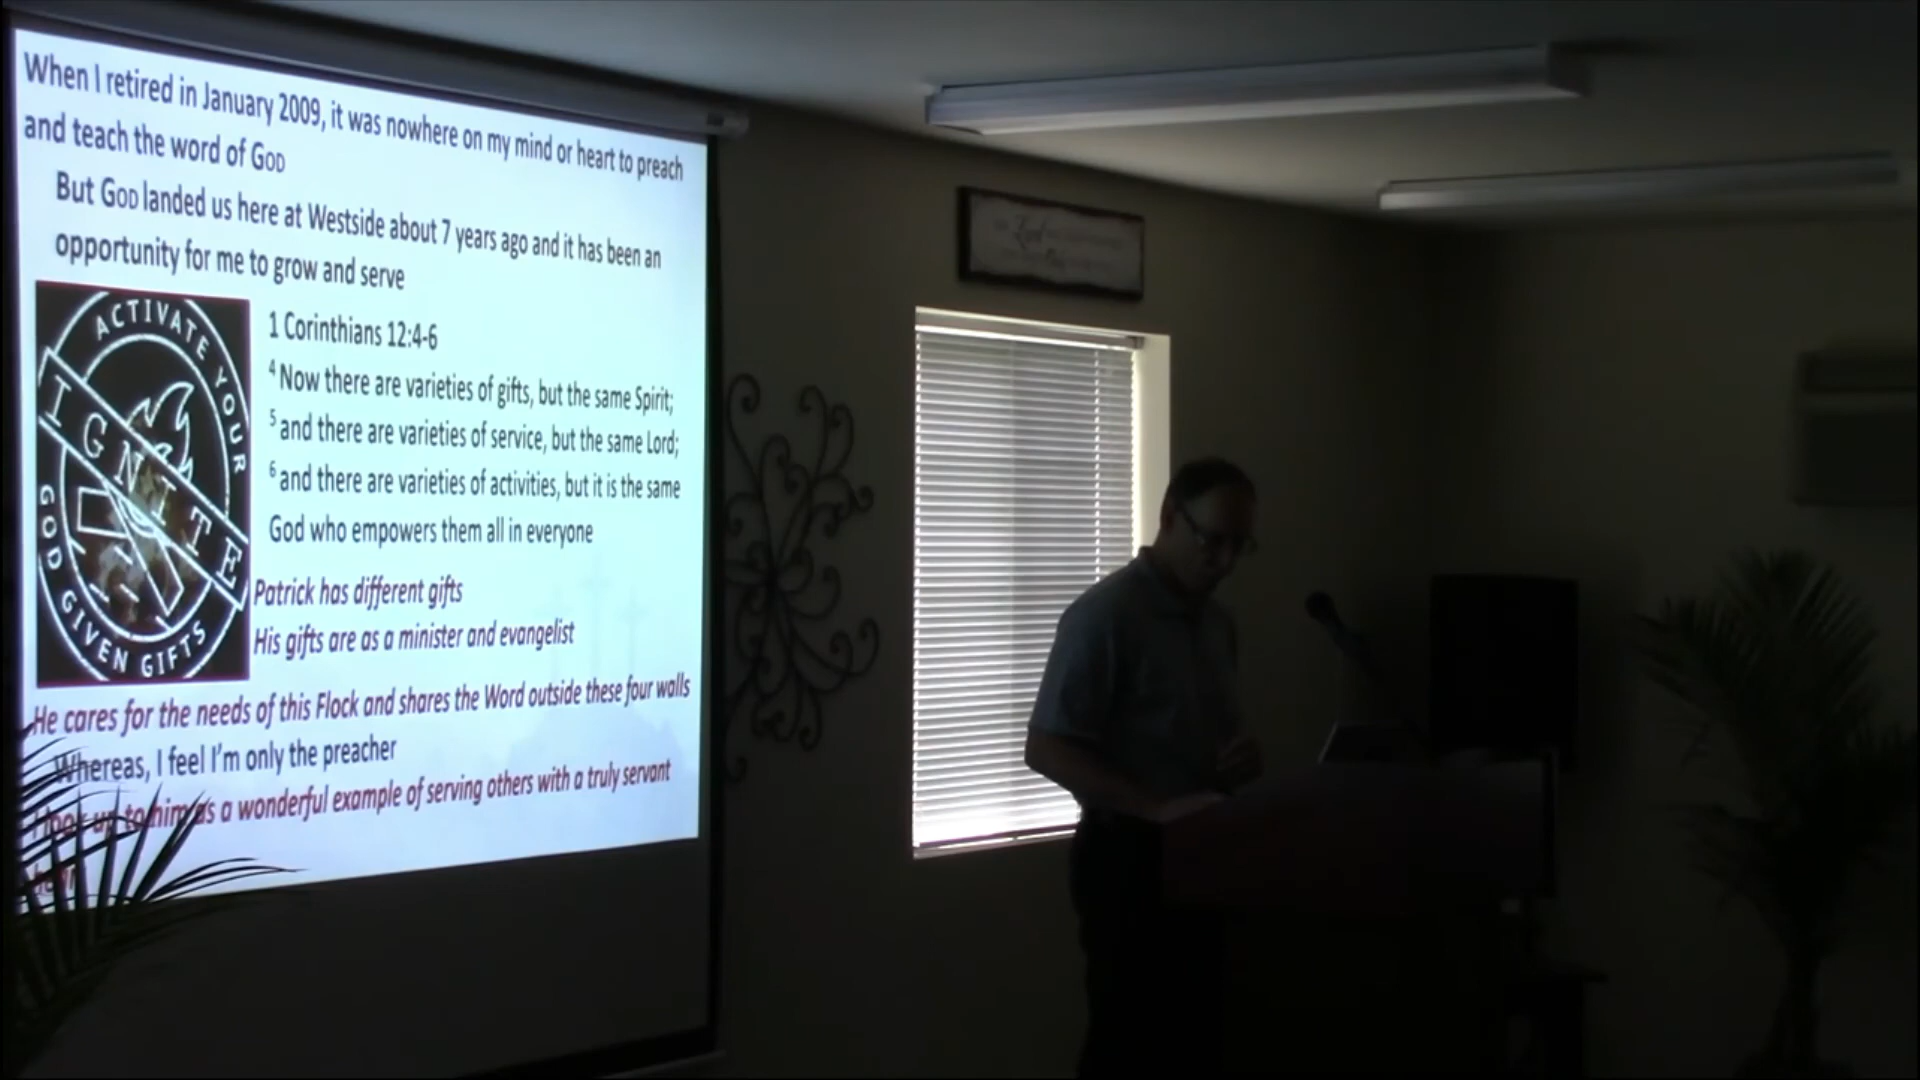 When I retired in January 2009, it was nowhere on my mind or heart to preach
and teach the word of GOD
But GOD landed us here at Westside about 7 years ago and it has been an
opportunity for me to grow and serve
ACTIVATE YOUR
IGNITE
GOD GIVEN GIFTS
1 Corinthians 12:4-6
4 Now there are varieties of gifts, but the same Spirit;
5 and there are varieties of service, but the same Lord;
6 and there are varieties of activities, but it is the same
God who empowers them all in everyone
Patrick has different gifts
His gifts are as a minister and evangelist
He cares for the needs of this Flock and shares the Word outside these four walls
Whereas, I feel I'm only the preacher
I look up to him as a wonderful example of serving others with a truly servant
Lord